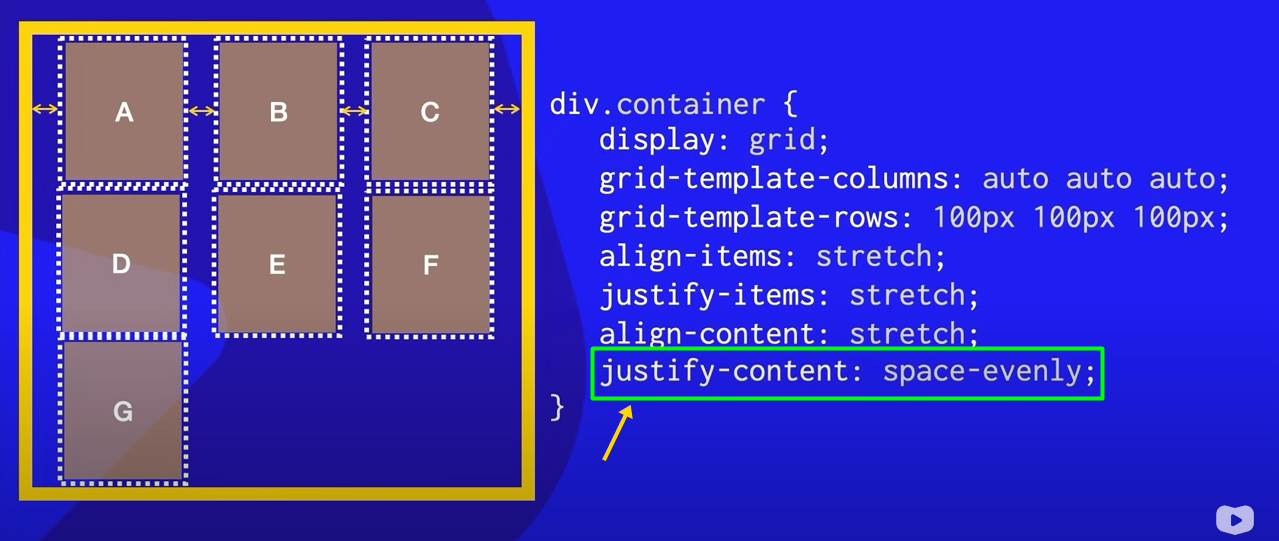 A B C
D E F
G
div.container {
display: grid;
grid-template-columns: auto auto auto;
grid-template-rows: 100px 100px 100px;
align-items: stretch;
justify-items: stretch;
align-content: stretch;
justify-content: space-evenly;
}